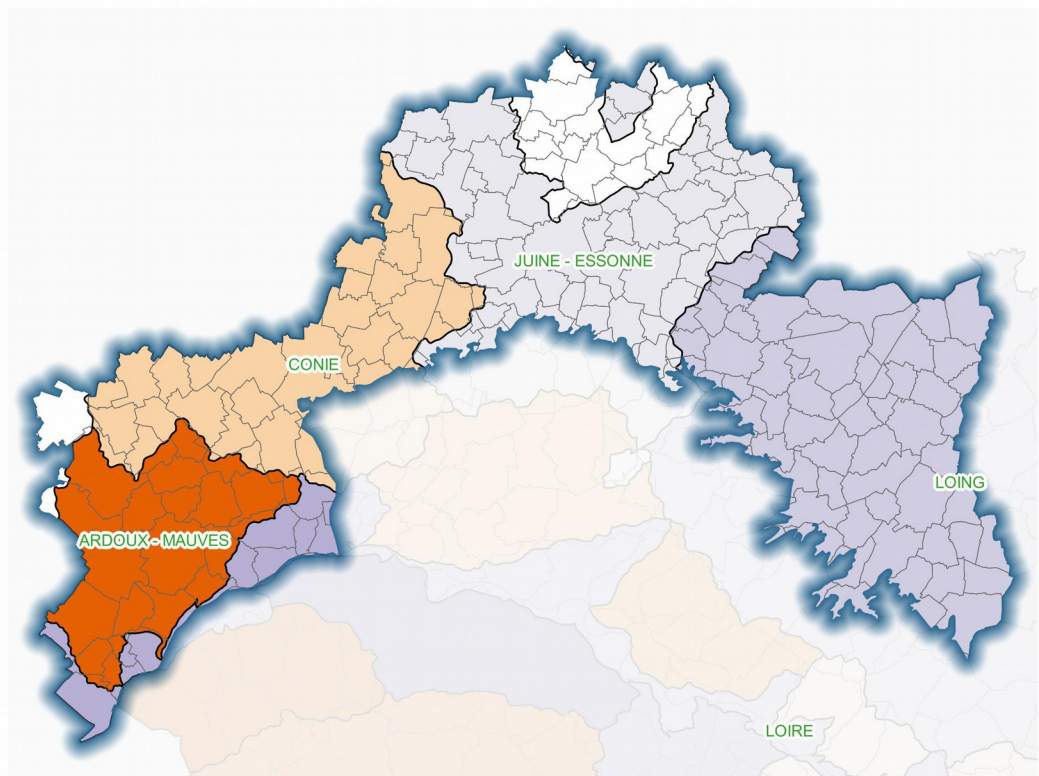 JUINE - ESSONNE
CONIE
LOING
ARDOUX - MAUVES
LOIRE